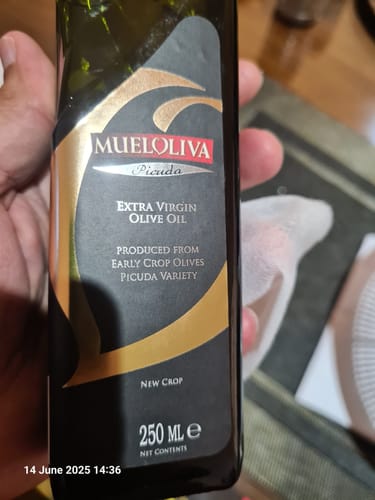 MUELOLIVA
Picuda
EXTRA VIRGIN
OLIVE OIL
PRODUCED FROM
EARLY CROP OLIVES
PICUDA VARIETY
NEW CROP
250 ML ℮
NET CONTENTS
14 June 2025 14:36